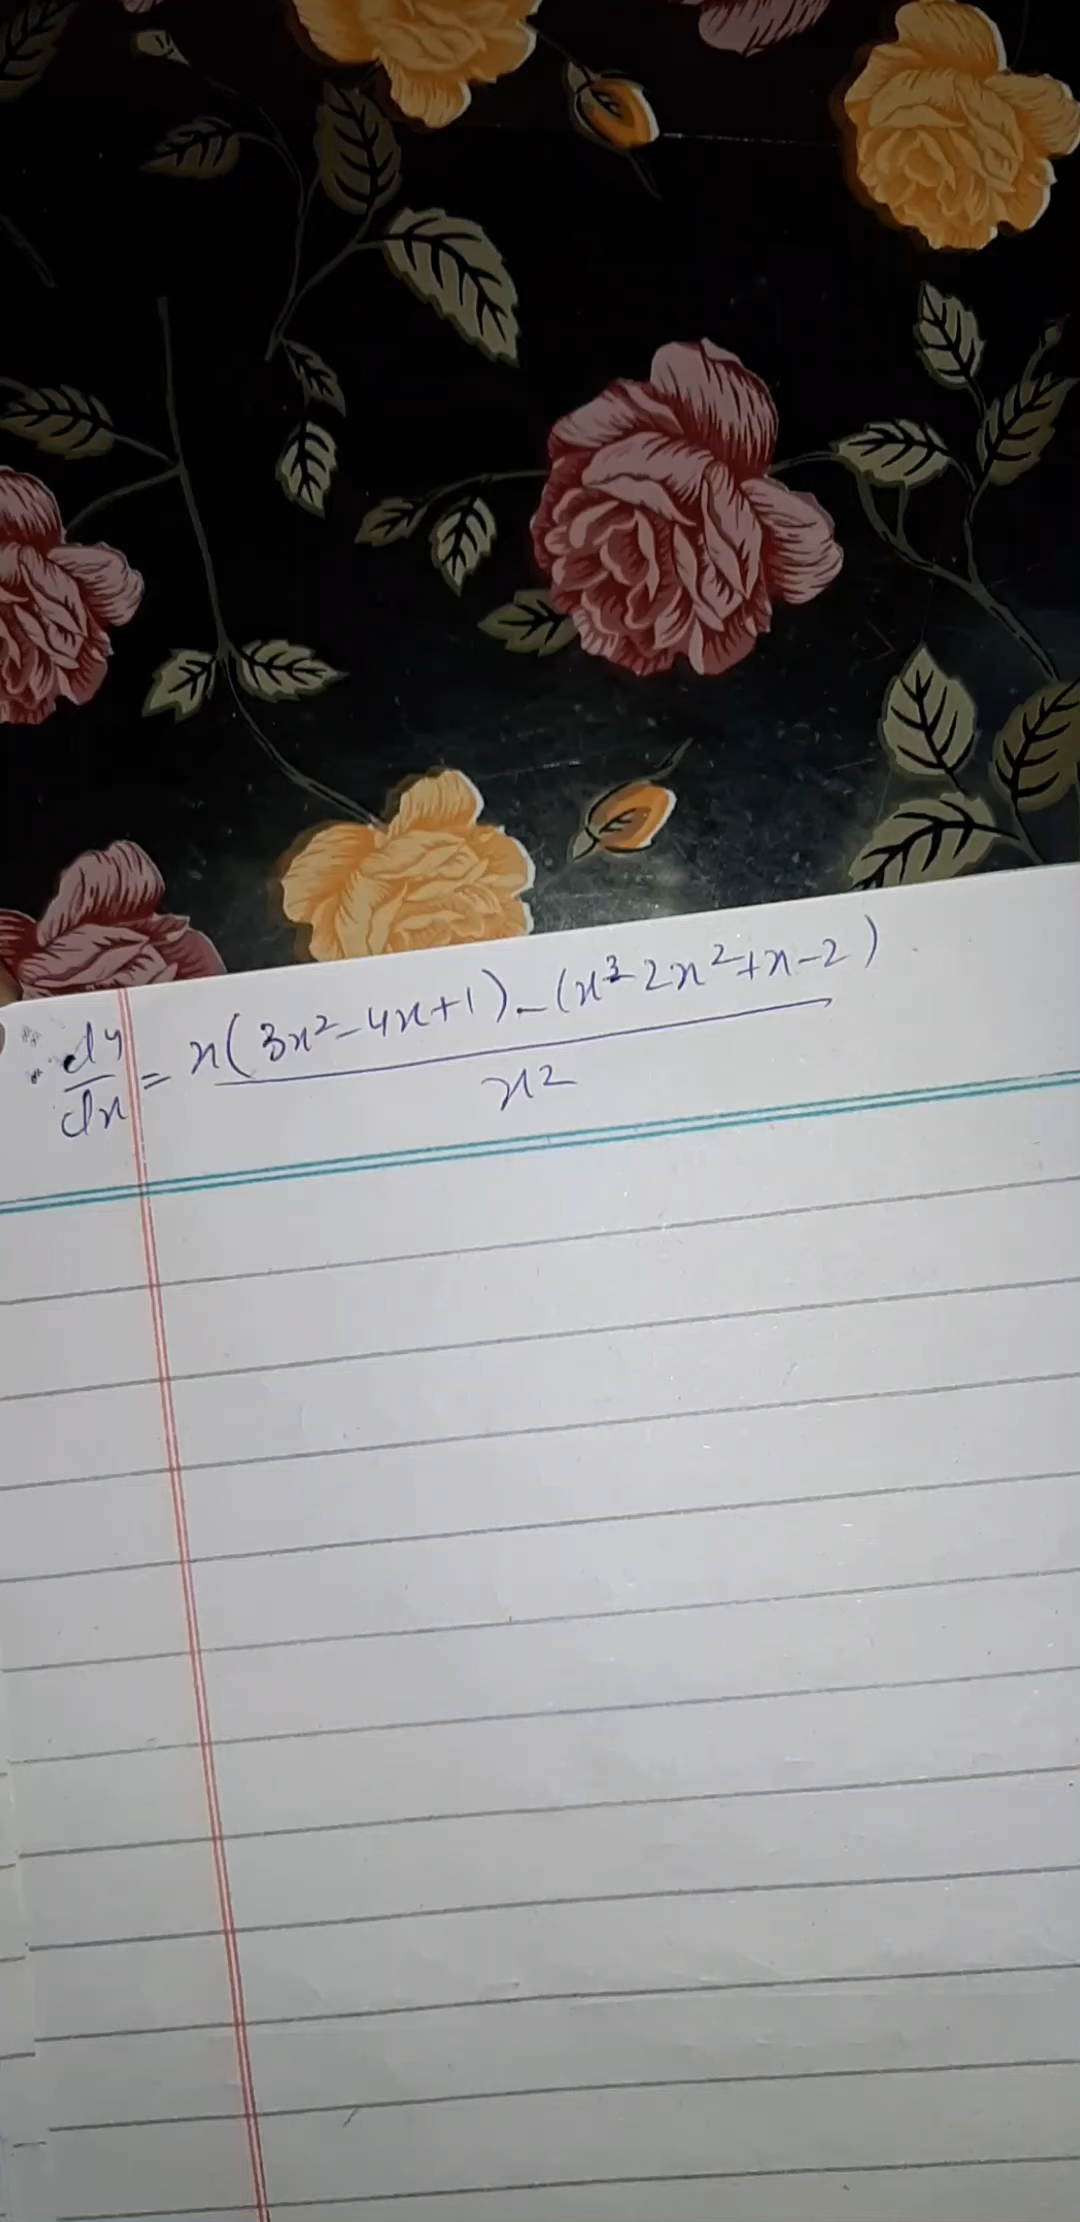 dy/dx = x(3x² - 4x + 1) - (x³ - 2x² + x - 2)
x²